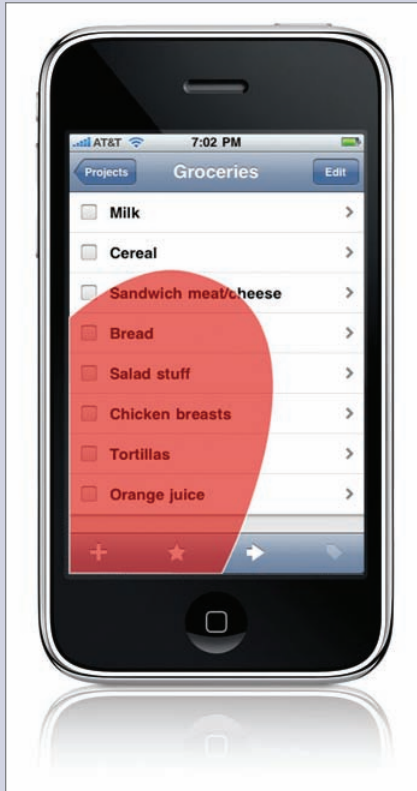 AT&T 7:02 PM
Projects Groceries Edit
Milk
Cereal
Sandwich meat/cheese
Bread
Salad stuff
Chicken breasts
Tortillas
Orange juice